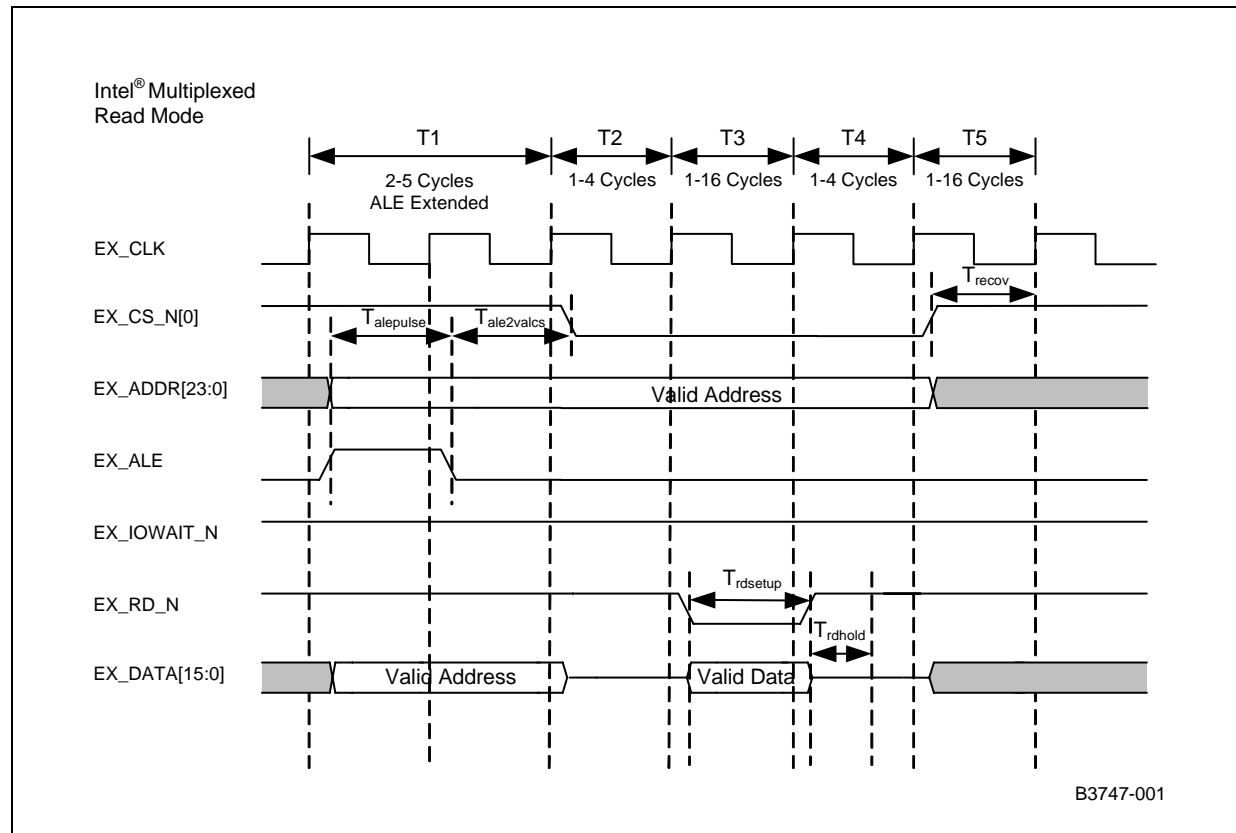 Intel® Multiplexed
Read Mode
T1 T2 T3 T4 T5
2-5 Cycles 1-4 Cycles 1-16 Cycles 1-4 Cycles 1-16 Cycles
ALE Extended
EX_CLK
Trecov
EX_CS_N[0]
Talepulse Tale2valcs
EX_ADDR[23:0] Valid Address
EX_ALE
EX_IOWAIT_N
Trdsetup
EX_RD_N
Trdhold
EX_DATA[15:0] Valid Address Valid Data
B3747-001